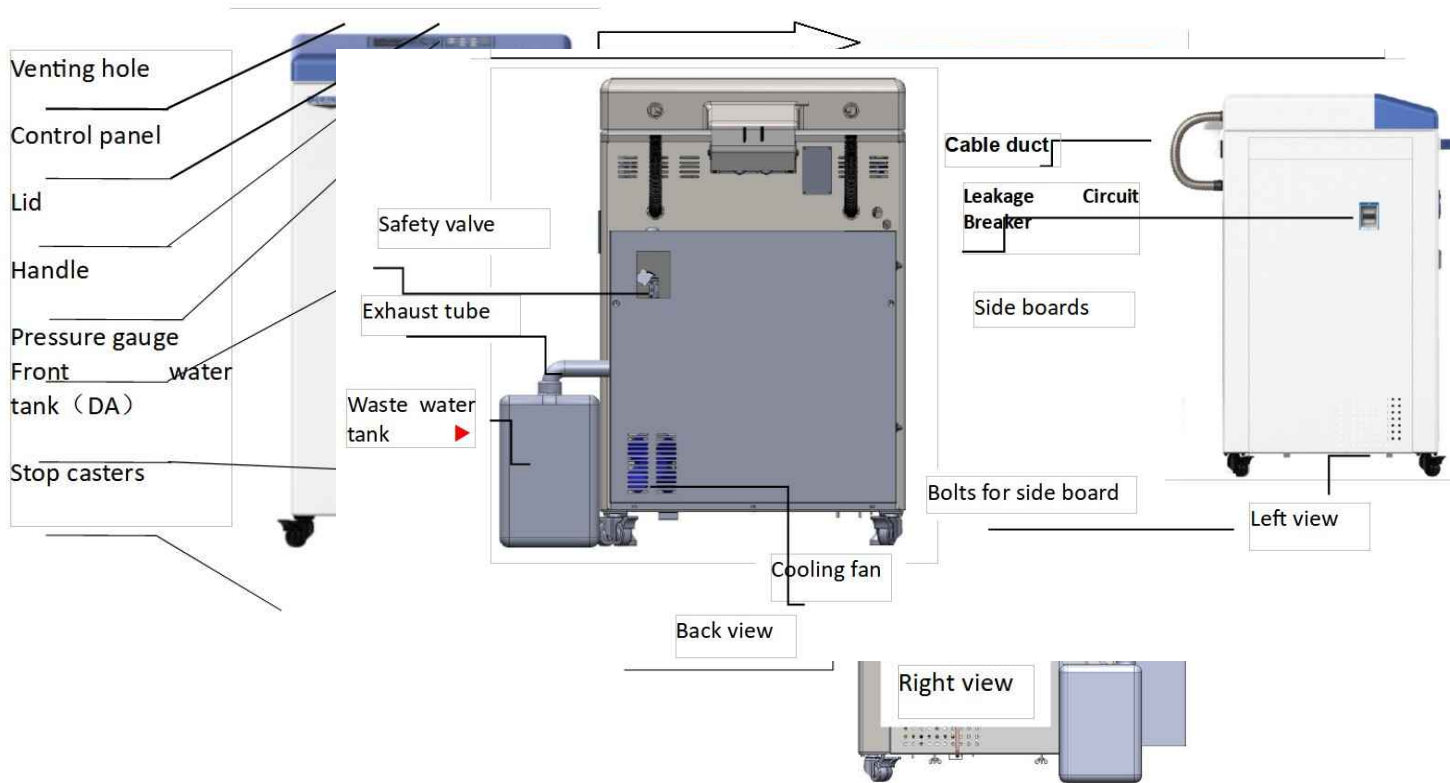 Venting hole
Control panel
Lid
Handle
Pressure gauge
Front water
tank（DA）
Stop casters
Safety valve
Exhaust tube
Waste water
tank
Cooling fan
Back view
Cable duct
Leakage Circuit
Breaker
Side boards
Bolts for side board
Left view
Right view